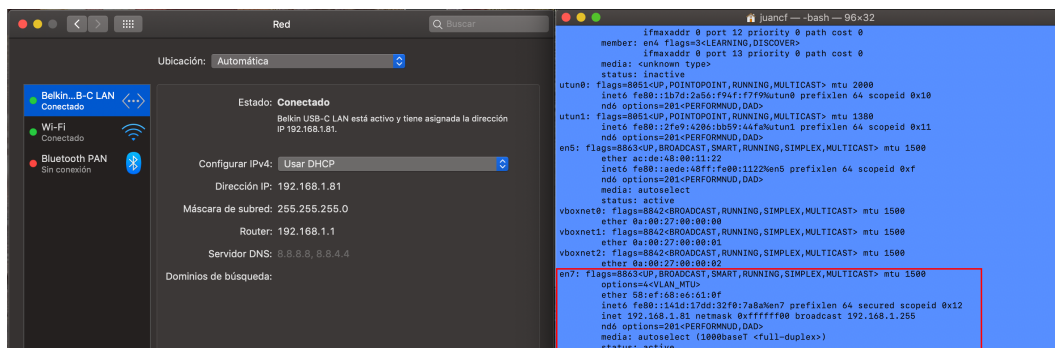 Red
Buscar
Ubicación: Automática
Belkin...B-C LAN
Conectado
Wi-Fi
Conectado
Bluetooth PAN
Sin conexión
Estado: Conectado
Belkin USB-C LAN está activo y tiene asignada la dirección
IP 192.168.1.81.
Configurar IPv4: Usar DHCP
Dirección IP: 192.168.1.81
Máscara de subred: 255.255.255.0
Router: 192.168.1.1
Servidor DNS: 8.8.8.8, 8.8.4.4
Dominios de búsqueda:
juancf — -bash — 96×32
ifmaxaddr 0 port 12 priority 0 path cost 0
member: en4 flags=3<LEARNING,DISCOVER>
ifmaxaddr 0 port 13 priority 0 path cost 0
media: <unknown type>
status: inactive
utun0: flags=8051<UP,POINTOPOINT,RUNNING,MULTICAST> mtu 2000
inet6 fe80::1b7d:2a56:f94f:f7f9%utun0 prefixlen 64 scopeid 0x10
nd6 options=201<PERFORMNUD,DAD>
utun1: flags=8051<UP,POINTOPOINT,RUNNING,MULTICAST> mtu 1380
inet6 fe80::2fe9:4206:bb59:44fa%utun1 prefixlen 64 scopeid 0x11
nd6 options=201<PERFORMNUD,DAD>
en5: flags=8863<UP,BROADCAST,SMART,RUNNING,SIMPLEX,MULTICAST> mtu 1500
ether ac:de:48:00:11:22
inet6 fe80::aede:48ff:fe00:1122%en5 prefixlen 64 scopeid 0xf
nd6 options=201<PERFORMNUD,DAD>
media: autoselect
status: active
vboxnet0: flags=8842<BROADCAST,RUNNING,SIMPLEX,MULTICAST> mtu 1500
ether 0a:00:27:00:00:00
vboxnet1: flags=8842<BROADCAST,RUNNING,SIMPLEX,MULTICAST> mtu 1500
ether 0a:00:27:00:00:01
vboxnet2: flags=8842<BROADCAST,RUNNING,SIMPLEX,MULTICAST> mtu 1500
ether 0a:00:27:00:00:02
en7: flags=8863<UP,BROADCAST,SMART,RUNNING,SIMPLEX,MULTICAST> mtu 1500
options=4<VLAN_MTU>
ether 58:ef:68:e6:61:0f
inet6 fe80::141d:17dd:32f0:7a8a%en7 prefixlen 64 secured scopeid 0x12
inet 192.168.1.81 netmask 0xffffff00 broadcast 192.168.1.255
nd6 options=201<PERFORMNUD,DAD>
media: autoselect (1000baseT <full-duplex>)
status: active